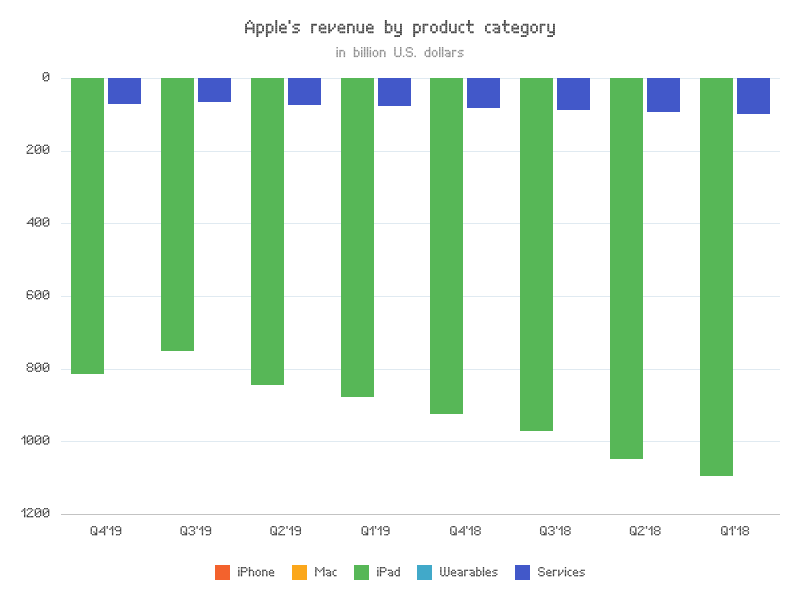 Apple's revenue by product category
in billion U.S. dollars
0
200
400
600
800
1000
1200
Q4'19 Q3'19 Q2'19 Q1'19 Q4'18 Q3'18 Q2'18 Q1'18
iPhone Mac iPad Wearables Services